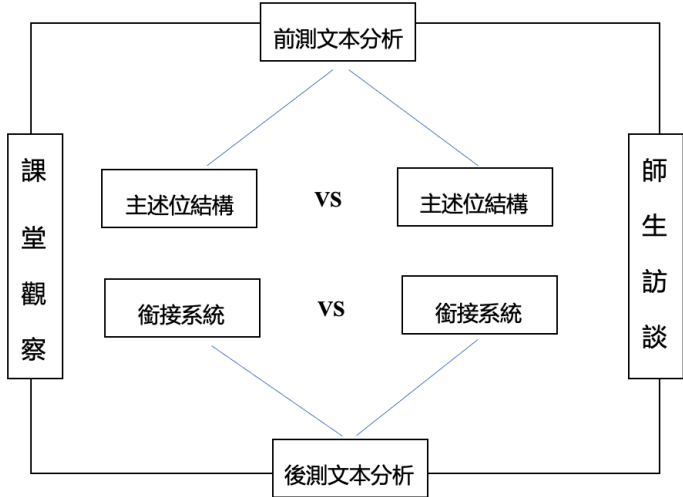 前測文本分析
課堂觀察
主述位結構
vs
主述位結構
師生訪談
銜接系統
vs
銜接系統
後測文本分析